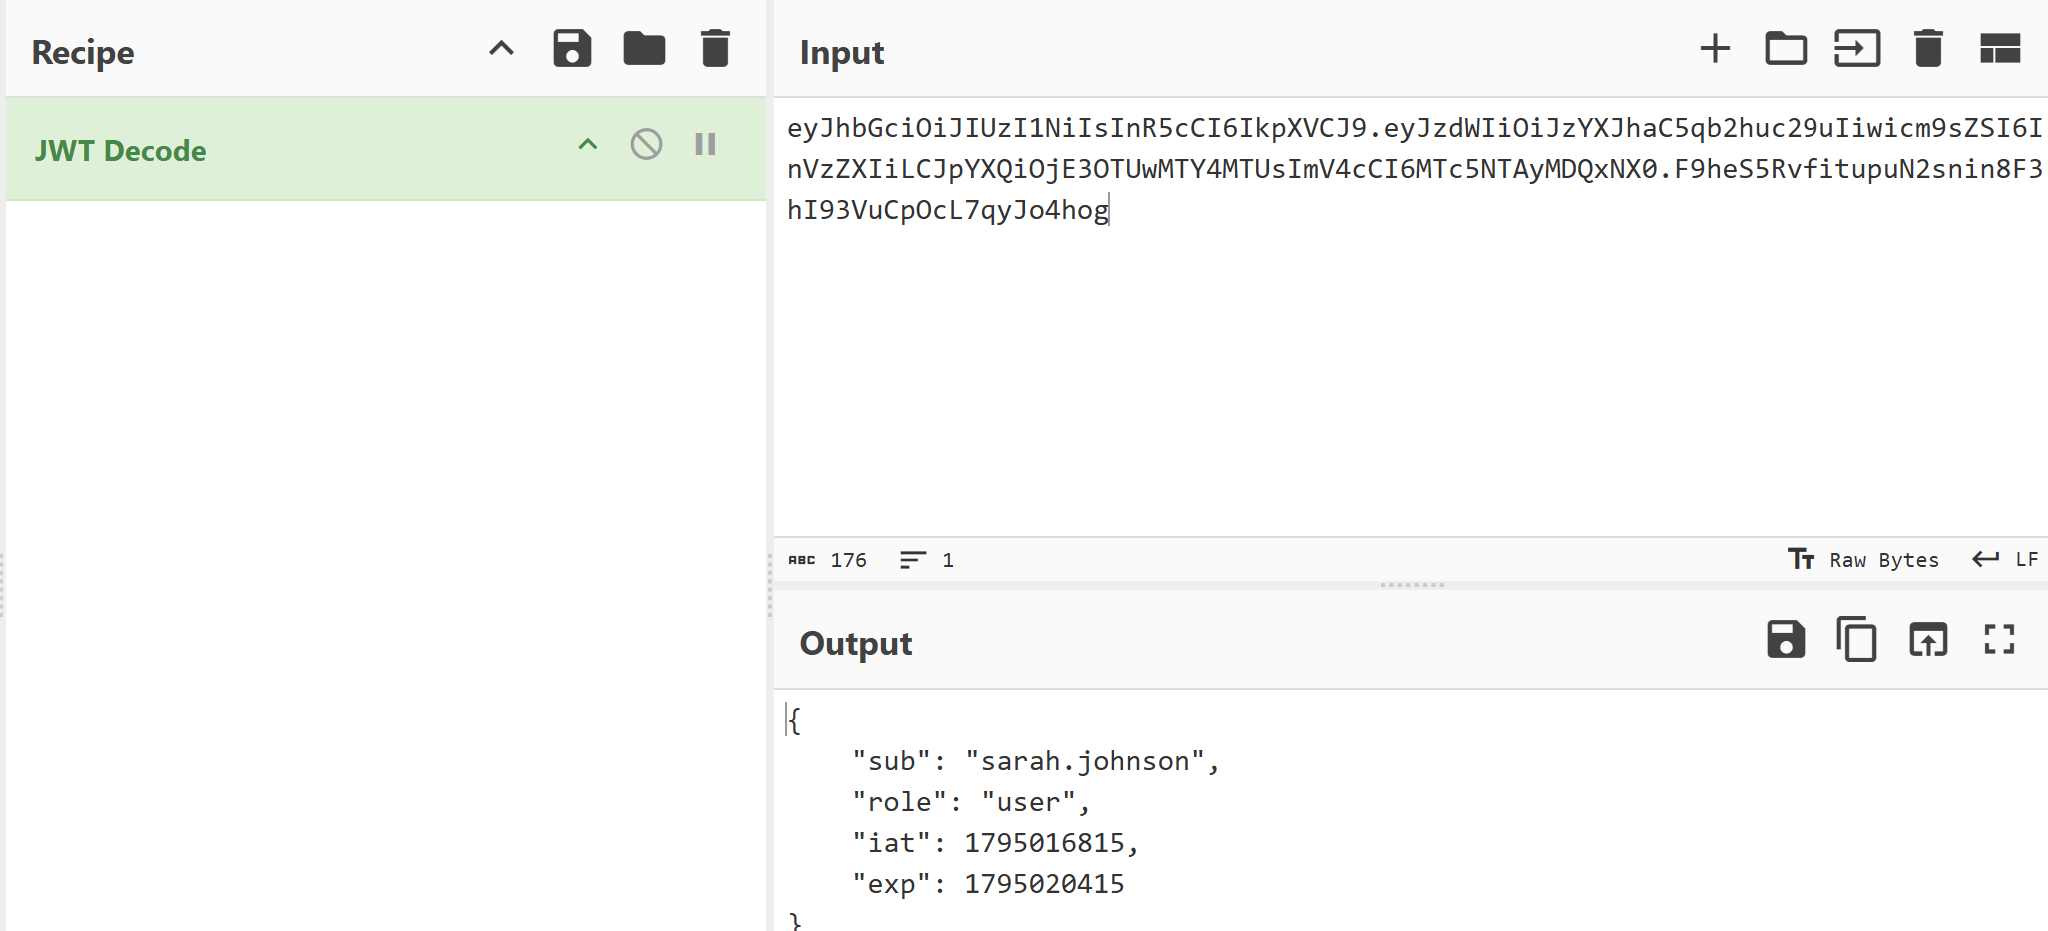 Recipe
JWT Decode
Input
eyJhbGciOiJIUzI1NiIsInR5cCI6IkpXVCJ9.eyJzdWIiOiJzYXJhaC5qb2huc29uIiwicm9sZSI6I
nVzZXIiLCJpYXQiOjE3OTUwMTY4MTUsImV4cCI6MTc5NTAyMDQxNX0.F9heS5RvfitupuN2snin8F3
hI93VuCpOcL7qyJo4hog
ABC 176 1 Raw Bytes LF
Output
{
"sub": "sarah.johnson",
"role": "user",
"iat": 1795016815,
"exp": 1795020415
}